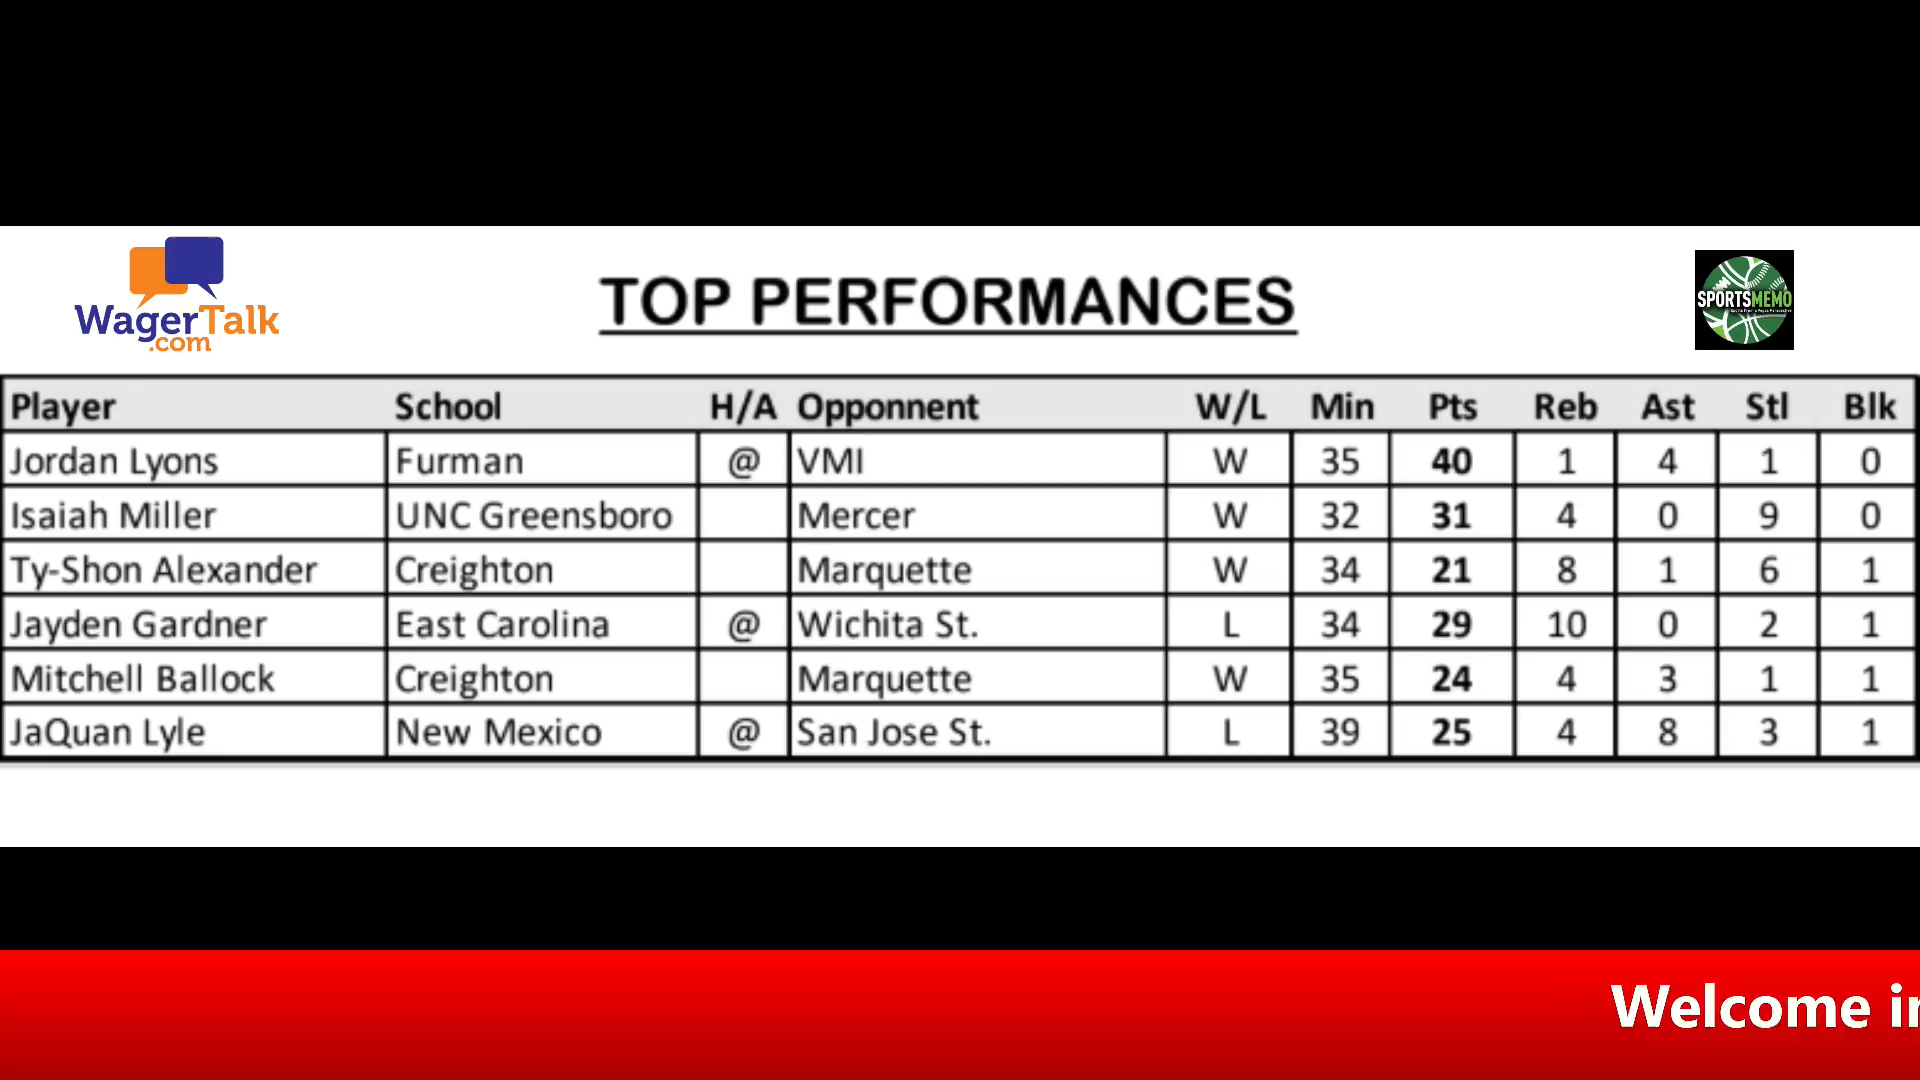 WagerTalk
.com
TOP PERFORMANCES
SPORTSMEMO
Player School H/A Opponnent W/L Min Pts Reb Ast Stl Blk
Jordan Lyons Furman @ VMI W 35 40 1 4 1 0
Isaiah Miller UNC Greensboro Mercer W 32 31 4 0 9 0
Ty-Shon Alexander Creighton Marquette W 34 21 8 1 6 1
Jayden Gardner East Carolina @ Wichita St. L 34 29 10 0 2 1
Mitchell Ballock Creighton Marquette W 35 24 4 3 1 1
JaQuan Lyle New Mexico @ San Jose St. L 39 25 4 8 3 1
Welcome in